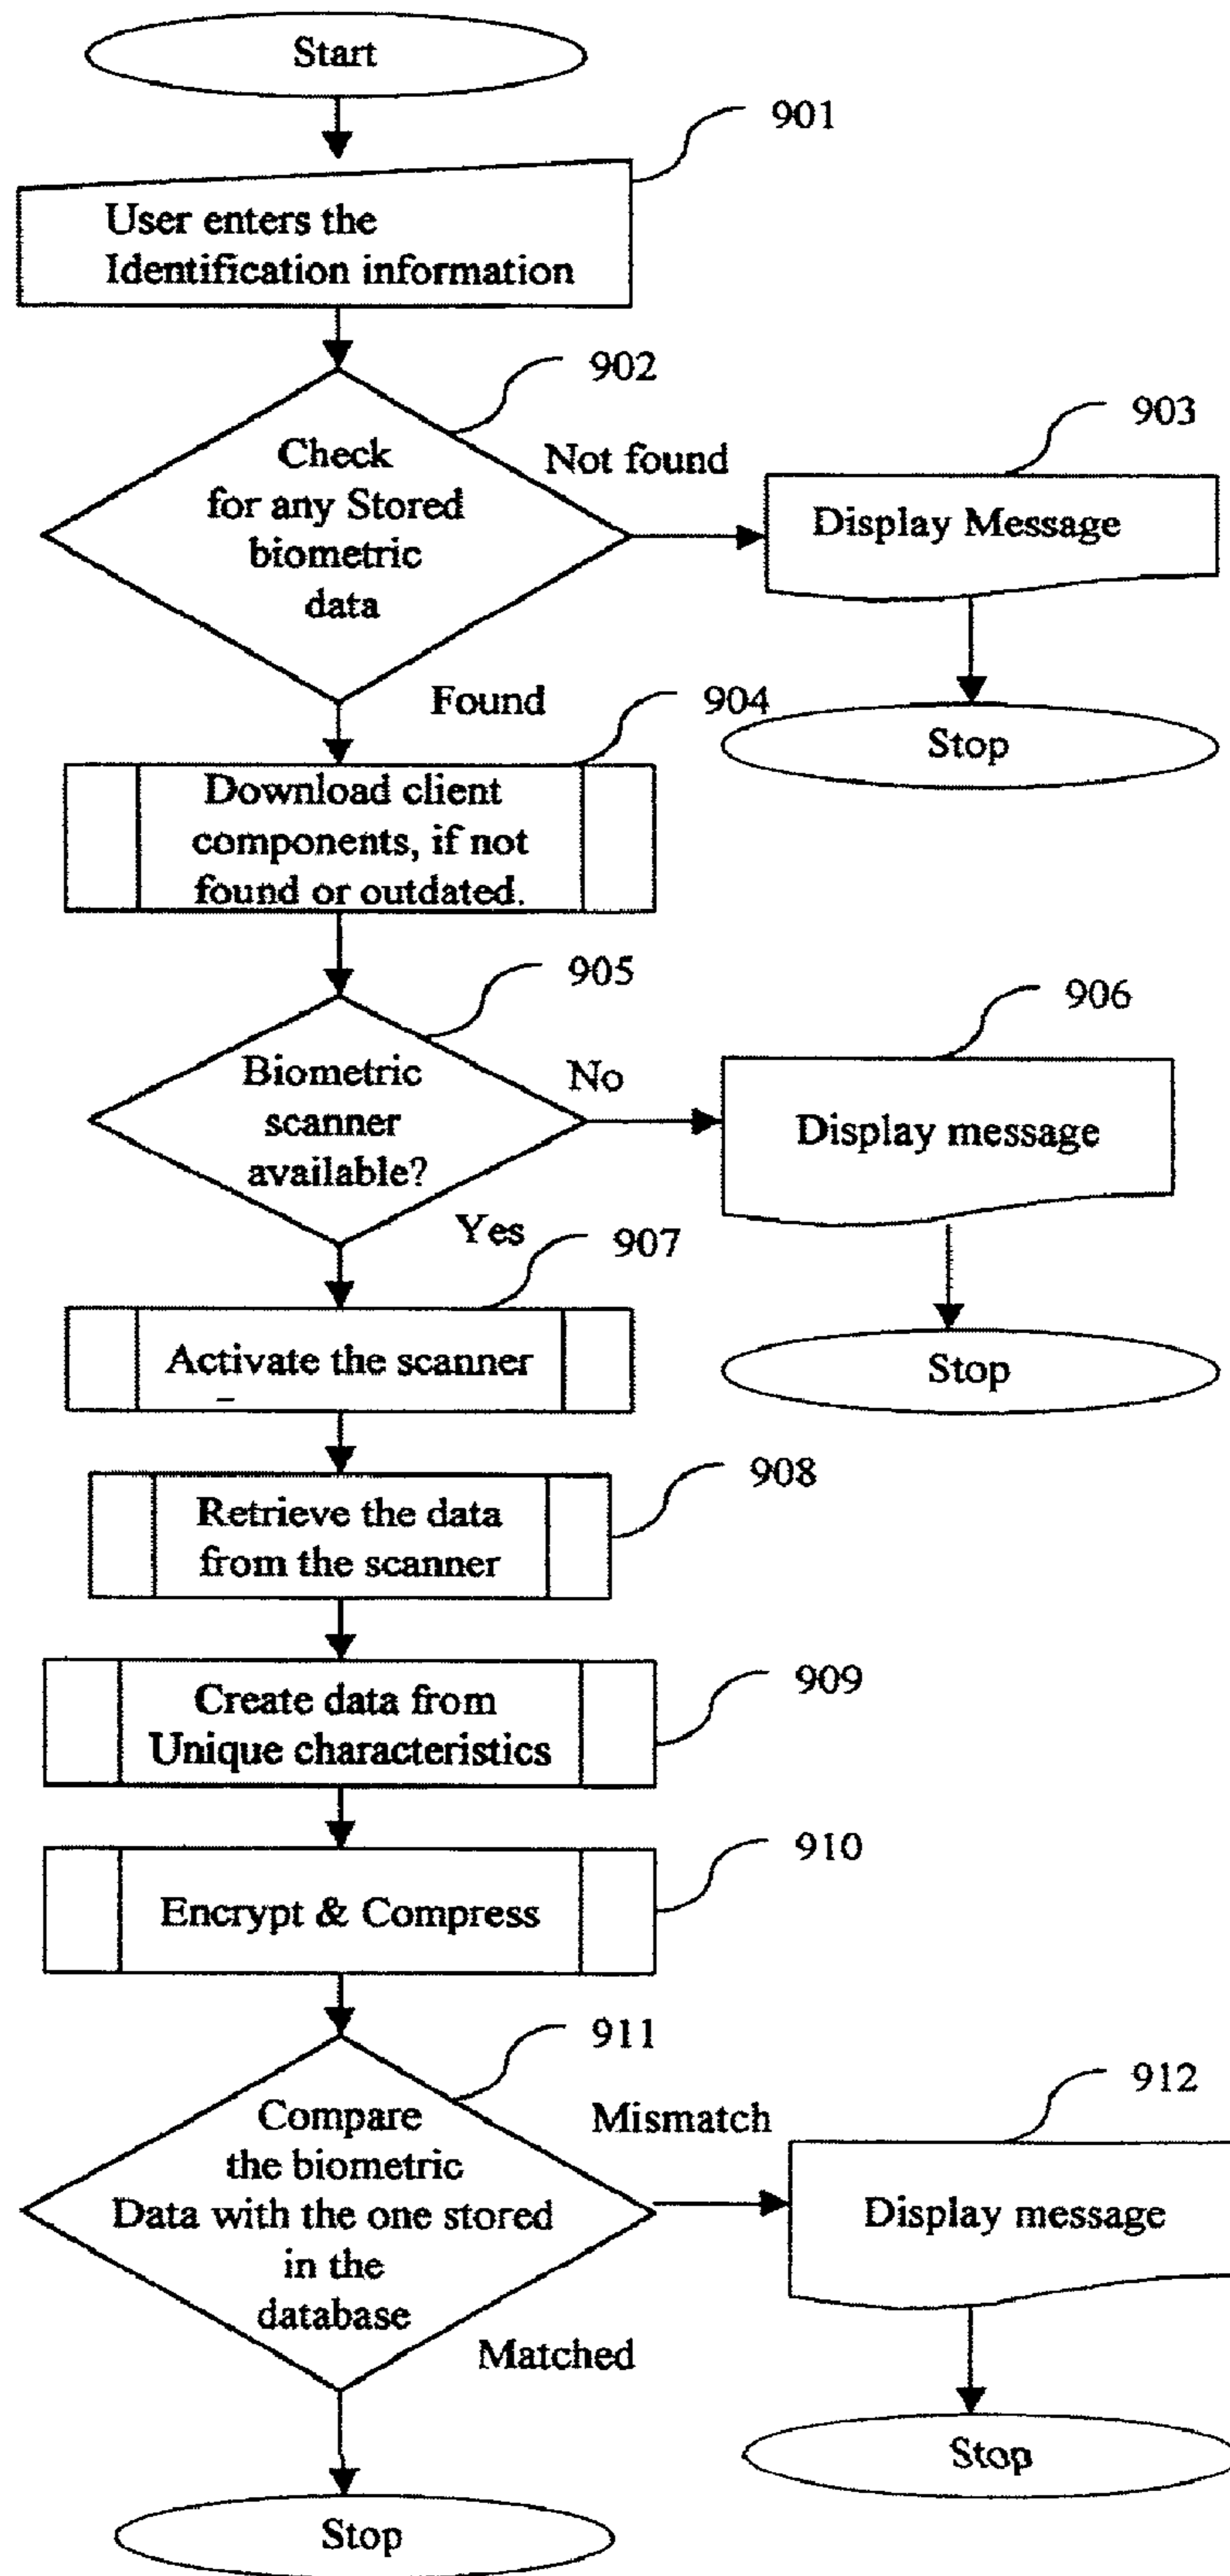 Start
901
User enters the
Identification information
902
Check
for any Stored
biometric
data
Not found
903
Display Message
Stop
Found
904
Download client
components, if not
found or outdated.
905
Biometric
scanner
available?
No
906
Display message
Stop
Yes
907
Activate the scanner
908
Retrieve the data
from the scanner
909
Create data from
Unique characteristics
910
Encrypt & Compress
911
Compare
the biometric
Data with the one stored
in the
database
Mismatch
912
Display message
Stop
Matched
Stop